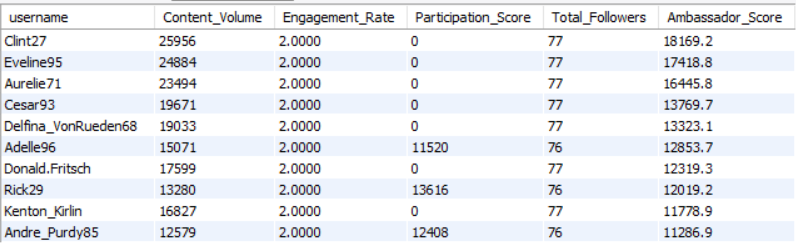 username Content_Volume Engagement_Rate Participation_Score Total_Followers Ambassador_Score
Clint27 25956 2.0000 0 77 18169.2
Eveline95 24884 2.0000 0 77 17418.8
Aurelie71 23494 2.0000 0 77 16445.8
Cesar93 19671 2.0000 0 77 13769.7
Delfina_VonRueden68 19033 2.0000 0 77 13323.1
Adelle96 15071 2.0000 11520 76 12853.7
Donald.Fritsch 17599 2.0000 0 77 12319.3
Rick29 13280 2.0000 13616 76 12019.2
Kenton_Kirlin 16827 2.0000 0 77 11778.9
Andre_Purdy85 12579 2.0000 12408 76 11286.9